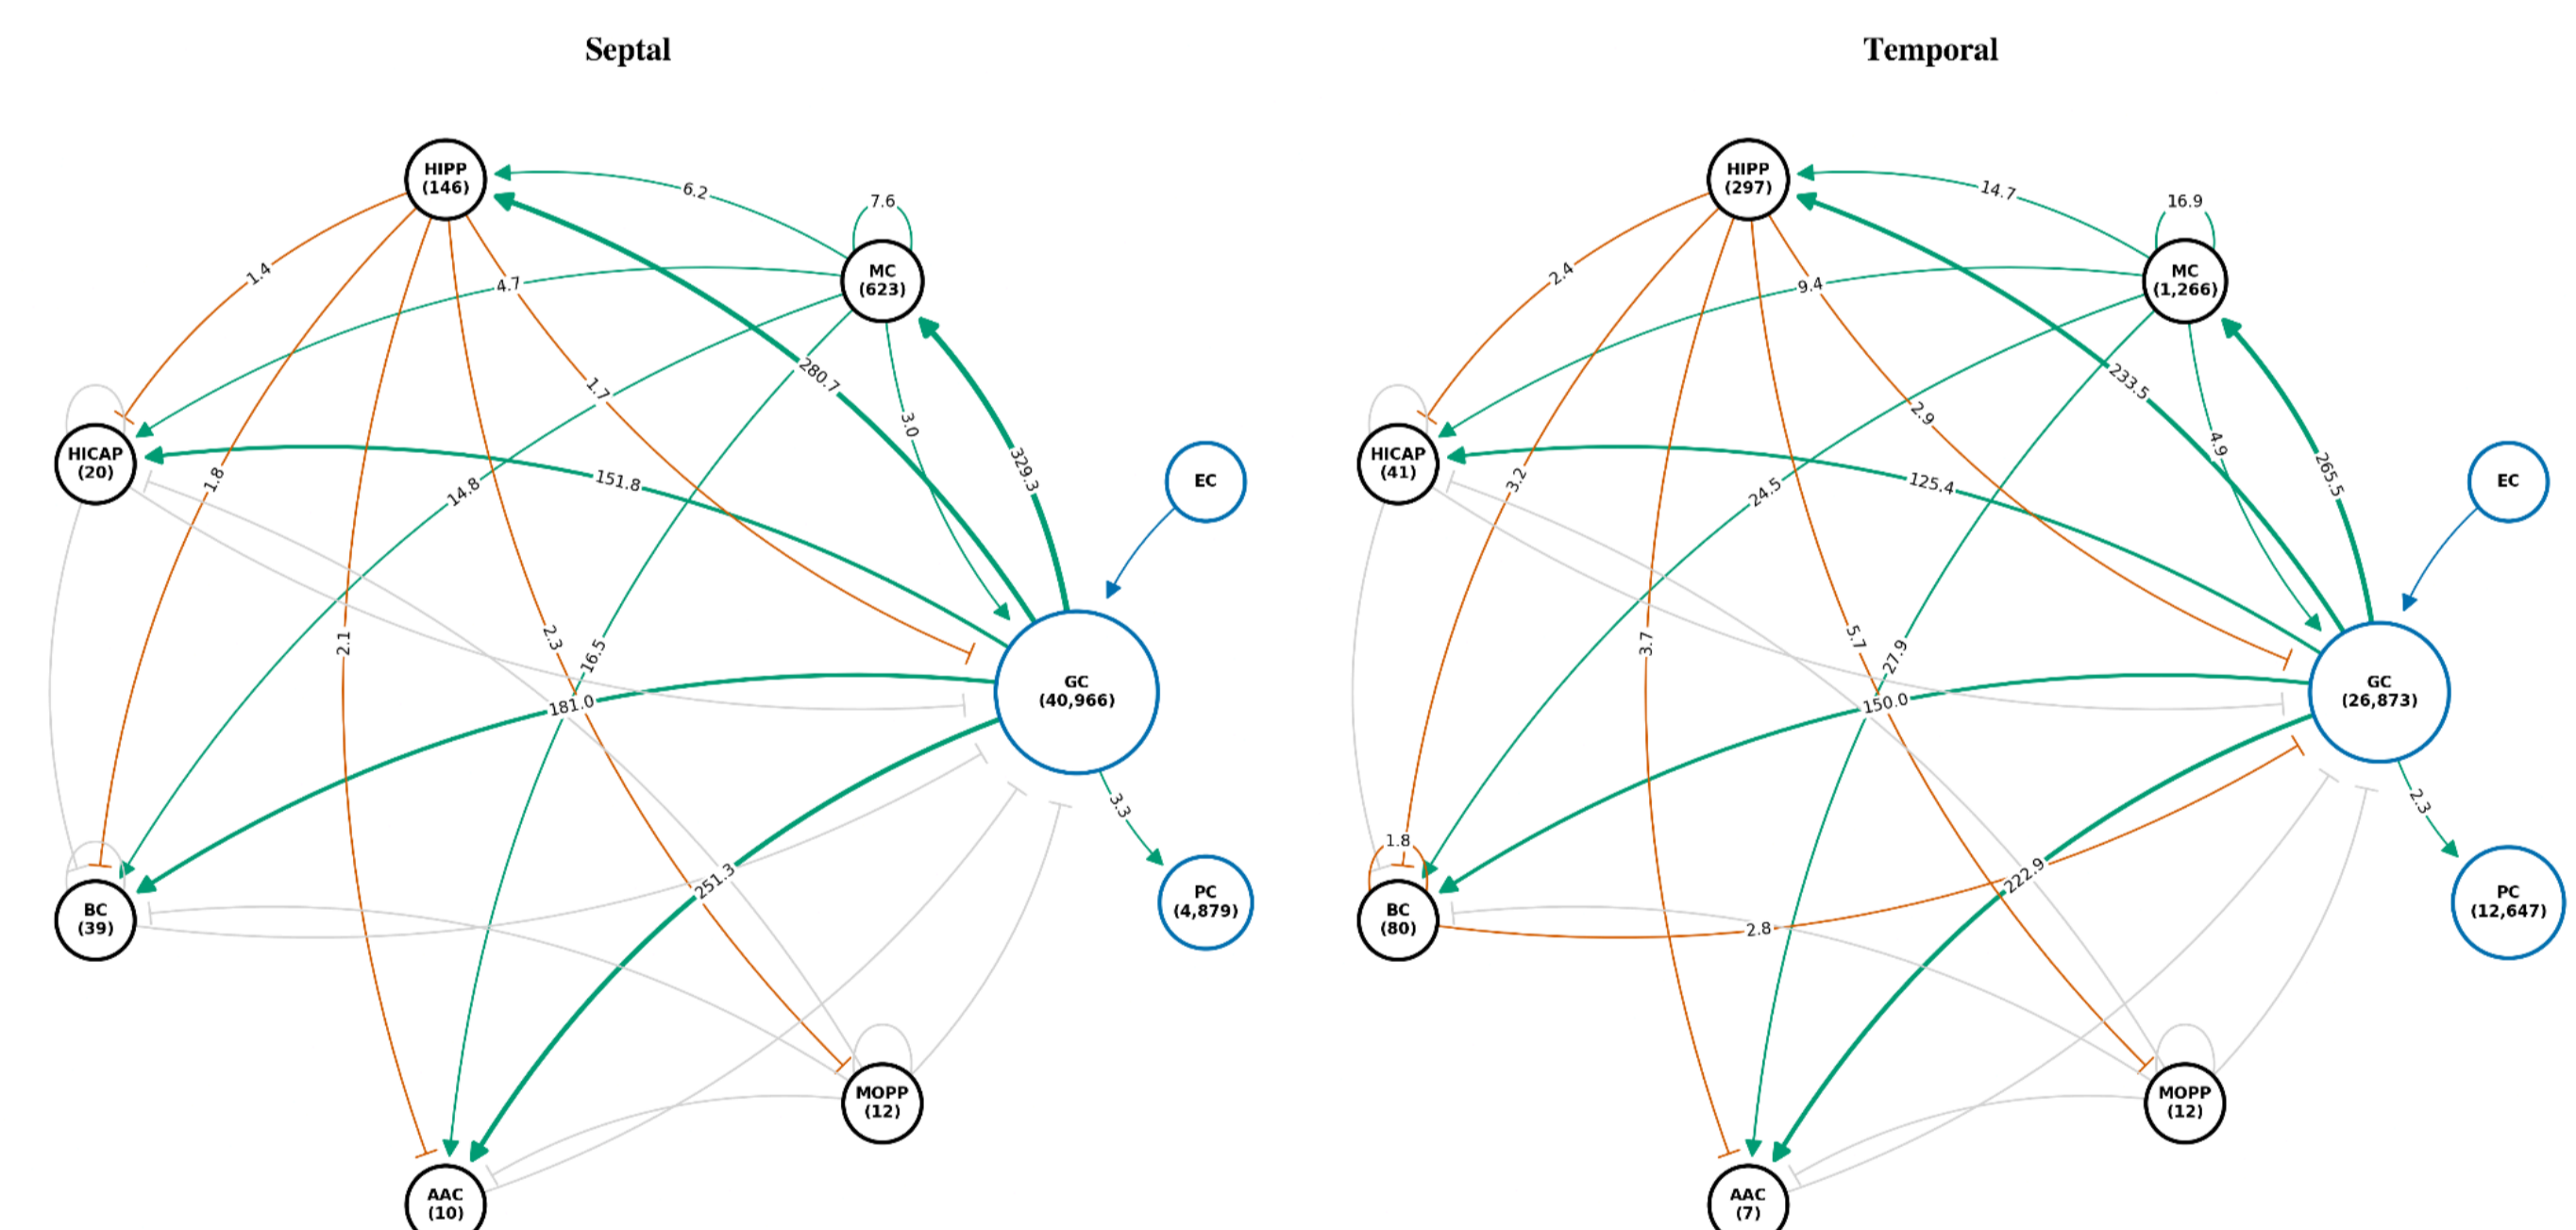 Septal
Temporal
HIPP
(146)
6.2
7.6
MC
(623)
1.4
4.7
280.7
1.7
3.0
329.3
HICAP
(20)
1.8
14.8
151.8
EC
2.1
2.3
16.5
181.0
GC
(40,966)
3.3
251.3
BC
(39)
PC
(4,879)
MOPP
(12)
AAC
(10)
HIPP
(297)
14.7
16.9
MC
(1,266)
2.4
9.4
233.5
2.9
4.9
265.5
HICAP
(41)
3.2
24.5
125.4
EC
3.7
5.7
27.9
150.0
GC
(26,873)
2.3
1.8
222.9
BC
(80)
2.8
PC
(12,647)
MOPP
(12)
AAC
(7)